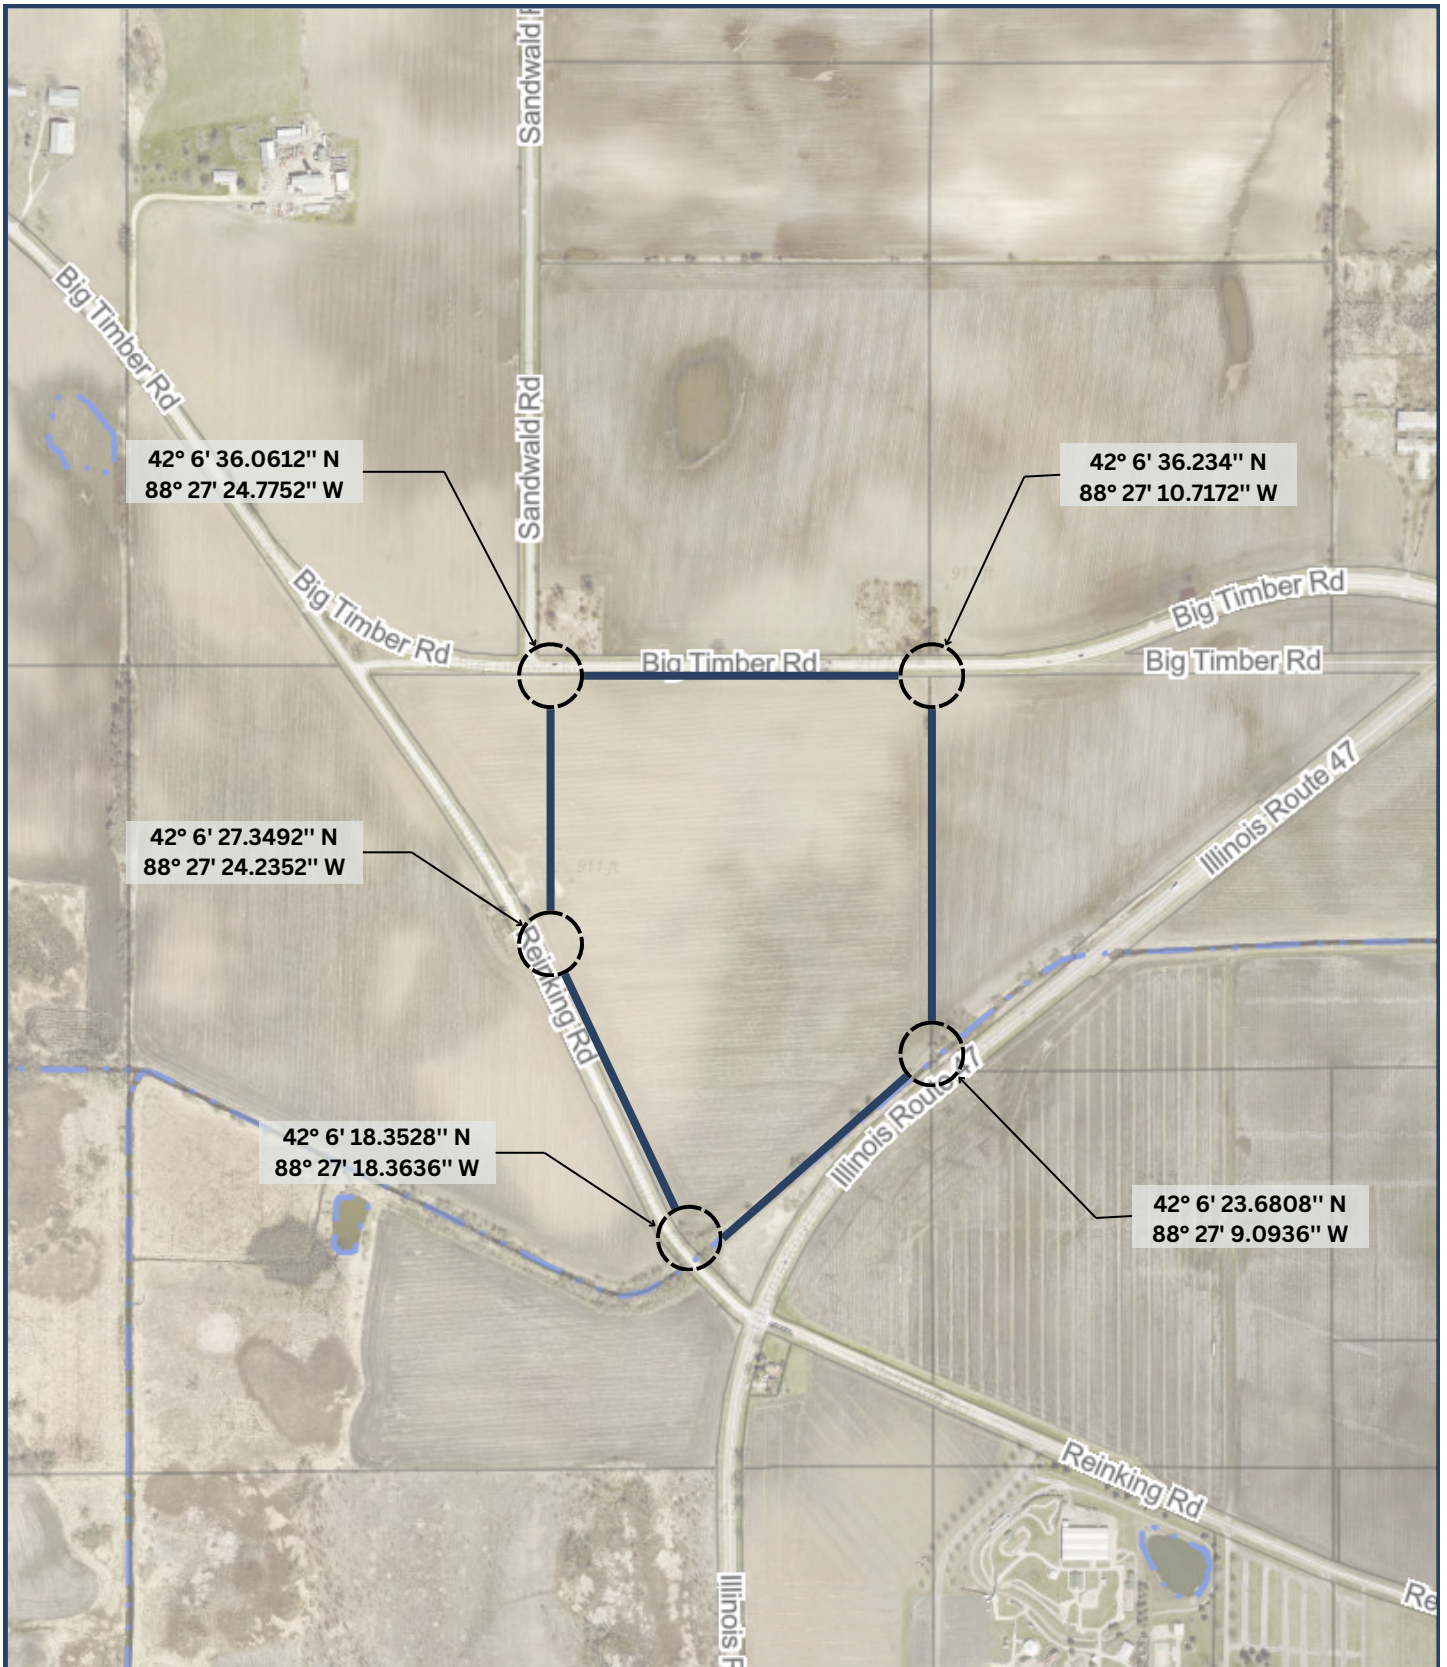 Sandwald R
Big Timber Rd
Sandwald Rd
42° 6' 36.0612" N
88° 27' 24.7752" W
42° 6' 36.234" N
88° 27' 10.7172" W
Big Timber Rd
Big Timber Rd
Big Timber Rd
Big Timber Rd
Illinois Route 47
42° 6' 27.3492" N
88° 27' 24.2352" W
911 ft
Reinking Rd
Illinois Route 47
42° 6' 18.3528" N
88° 27' 18.3636" W
42° 6' 23.6808" N
88° 27' 9.0936" W
Reinking Rd
Illinois R
Re